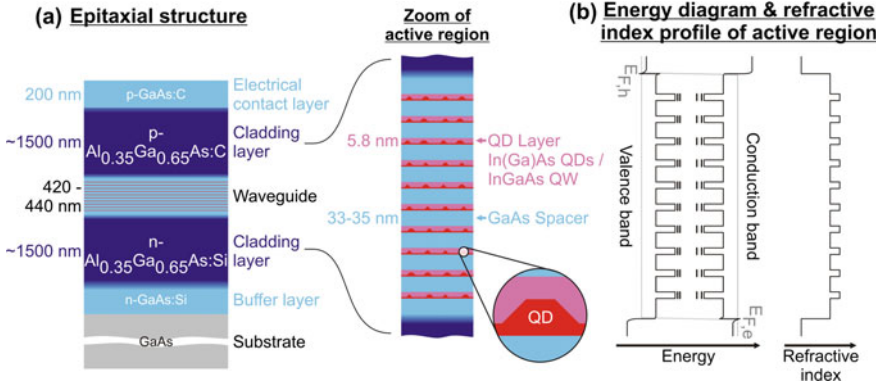 (a) Epitaxial structure
200 nm
p-GaAs:C
Electrical
contact layer
~1500 nm
p-
Al0.35Ga0.65As:C
Cladding
layer
420 -
440 nm
Waveguide
~1500 nm
n-
Al0.35Ga0.65As:Si
Cladding
layer
n-GaAs:Si
Buffer layer
GaAs
Substrate
Zoom of
active region
5.8 nm
QD Layer
In(Ga)As QDs /
InGaAs QW
33-35 nm
GaAs Spacer
QD
(b) Energy diagram & refractive
index profile of active region
EF,h
Valence band
Conduction band
EF,e
Energy
Refractive
index